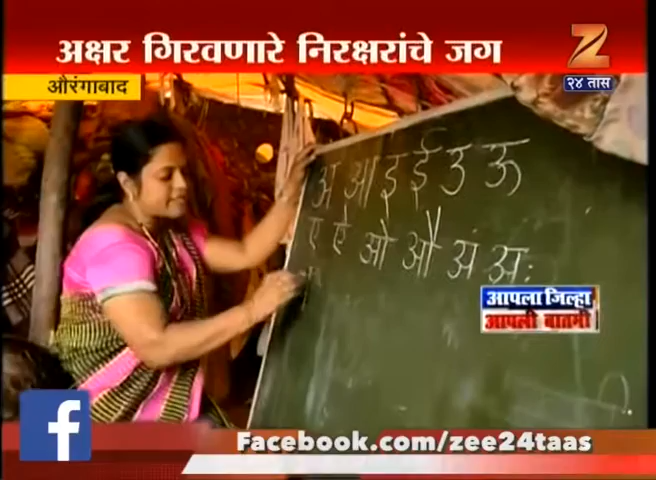 अक्षर गिरवणारे निरक्षरांचे जग
Z
२४ तास
औरंगाबाद
अ आ इ ई उ ऊ
ए ऐ ओ औ अं अः
आपला जिल्हा
आपली बातमी
f
Facebook.com/zee24taas